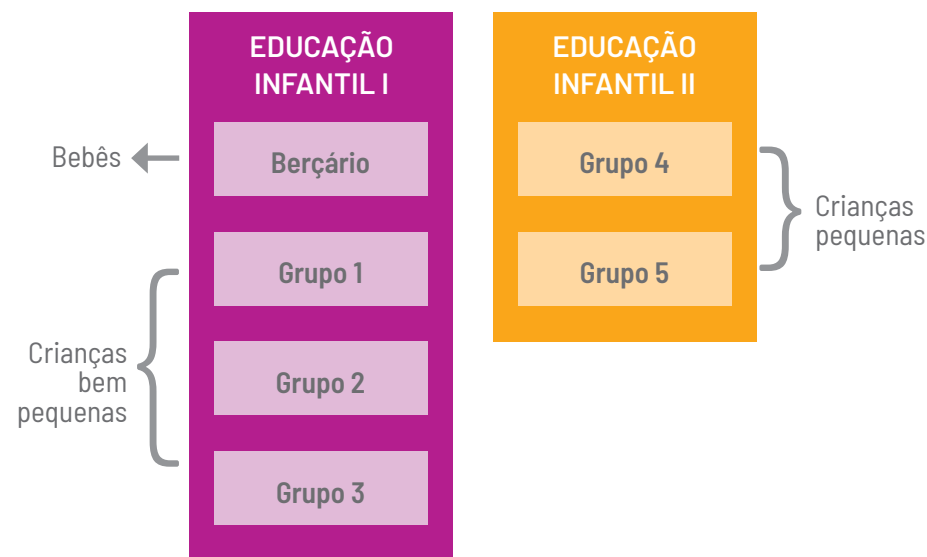 EDUCAÇÃO
INFANTIL I
Bebês
Berçário
Grupo 1
Crianças
bem
pequenas
Grupo 2
Grupo 3
EDUCAÇÃO
INFANTIL II
Grupo 4
Grupo 5
Crianças
pequenas